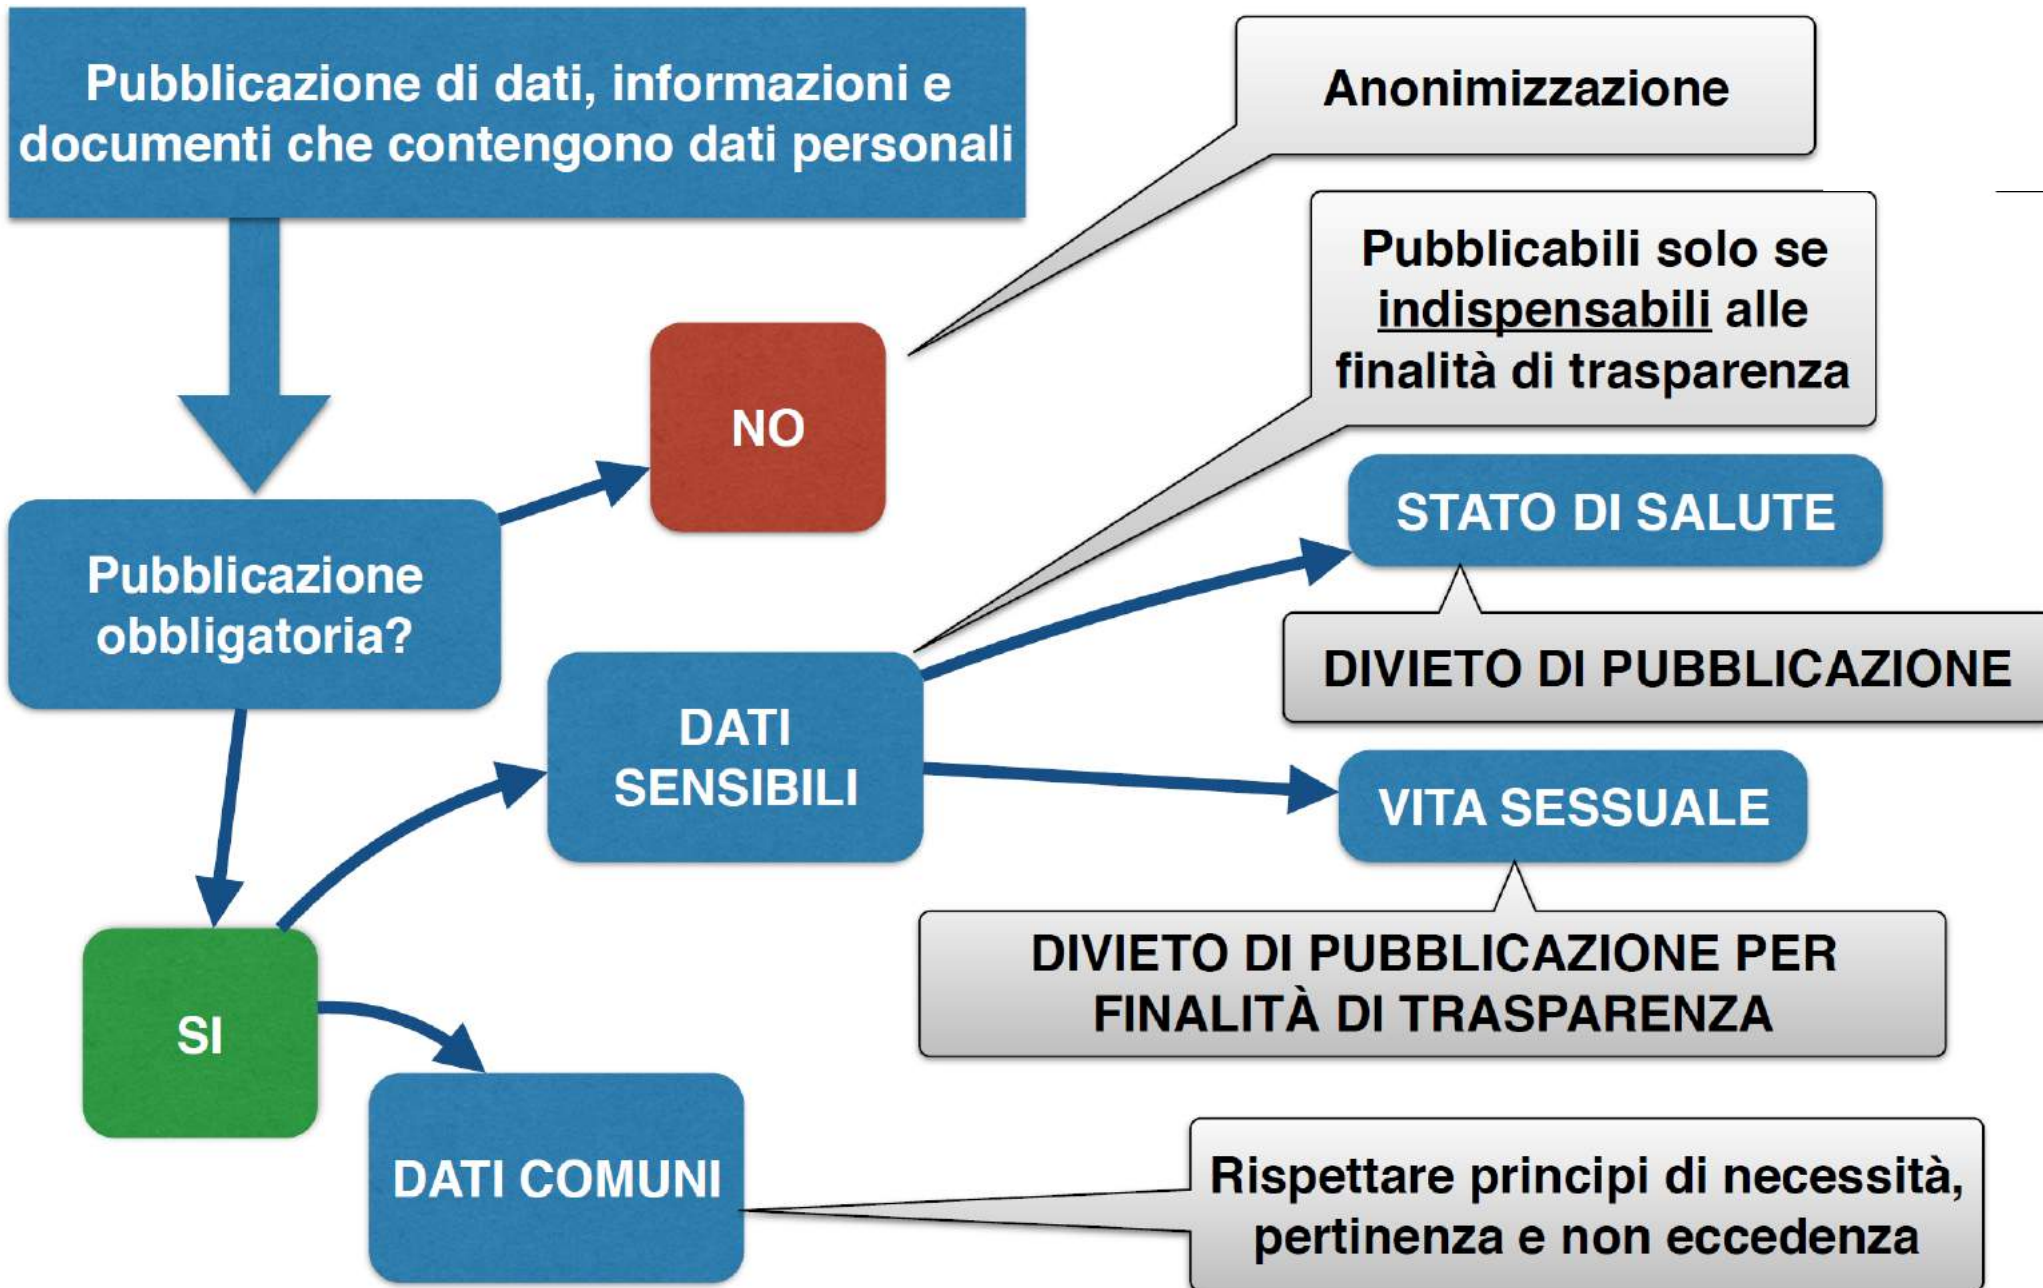 Pubblicazione di dati, informazioni e
documenti che contengono dati personali
Anonimizzazione
Pubblicabili solo se
indispensabili alle
finalità di trasparenza
NO
STATO DI SALUTE
Pubblicazione
obbligatoria?
DIVIETO DI PUBBLICAZIONE
DATI
SENSIBILI
VITA SESSUALE
DIVIETO DI PUBBLICAZIONE PER
FINALITÀ DI TRASPARENZA
SI
DATI COMUNI
Rispettare principi di necessità,
pertinenza e non eccedenza